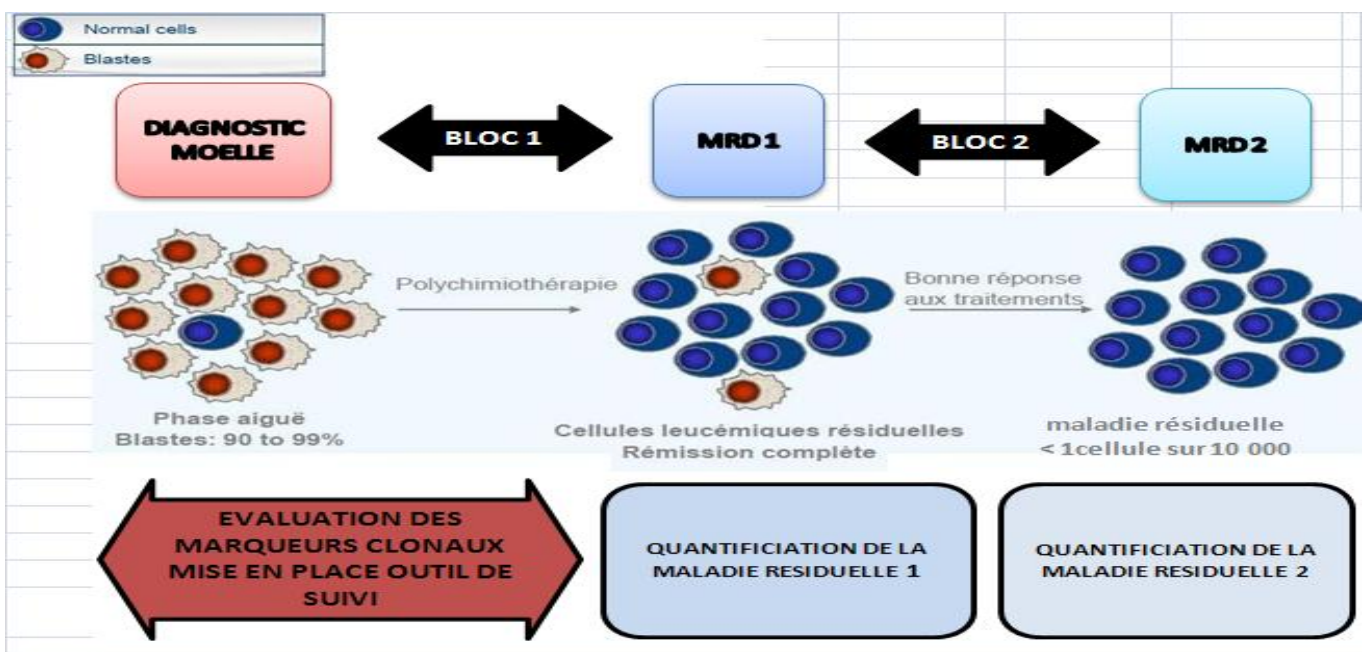 Normal cells
Blastes
DIAGNOSTIC
MOELLE
BLOC 1
MRD1
BLOC 2
MRD2
Polychimiothérapie
Bonne réponse
aux traitements
Phase aiguë
Blastes: 90 to 99%
Cellules leucémiques résiduelles
Rémission complète
maladie résiduelle
< 1cellule sur 10 000
EVALUATION DES
MARQUEURS CLONAUX
MISE EN PLACE OUTIL DE
SUIVI
QUANTIFICIATION DE LA
MALADIE RESIDUELLE 1
QUANTIFICIATION DE LA
MALADIE RESIDUELLE 2